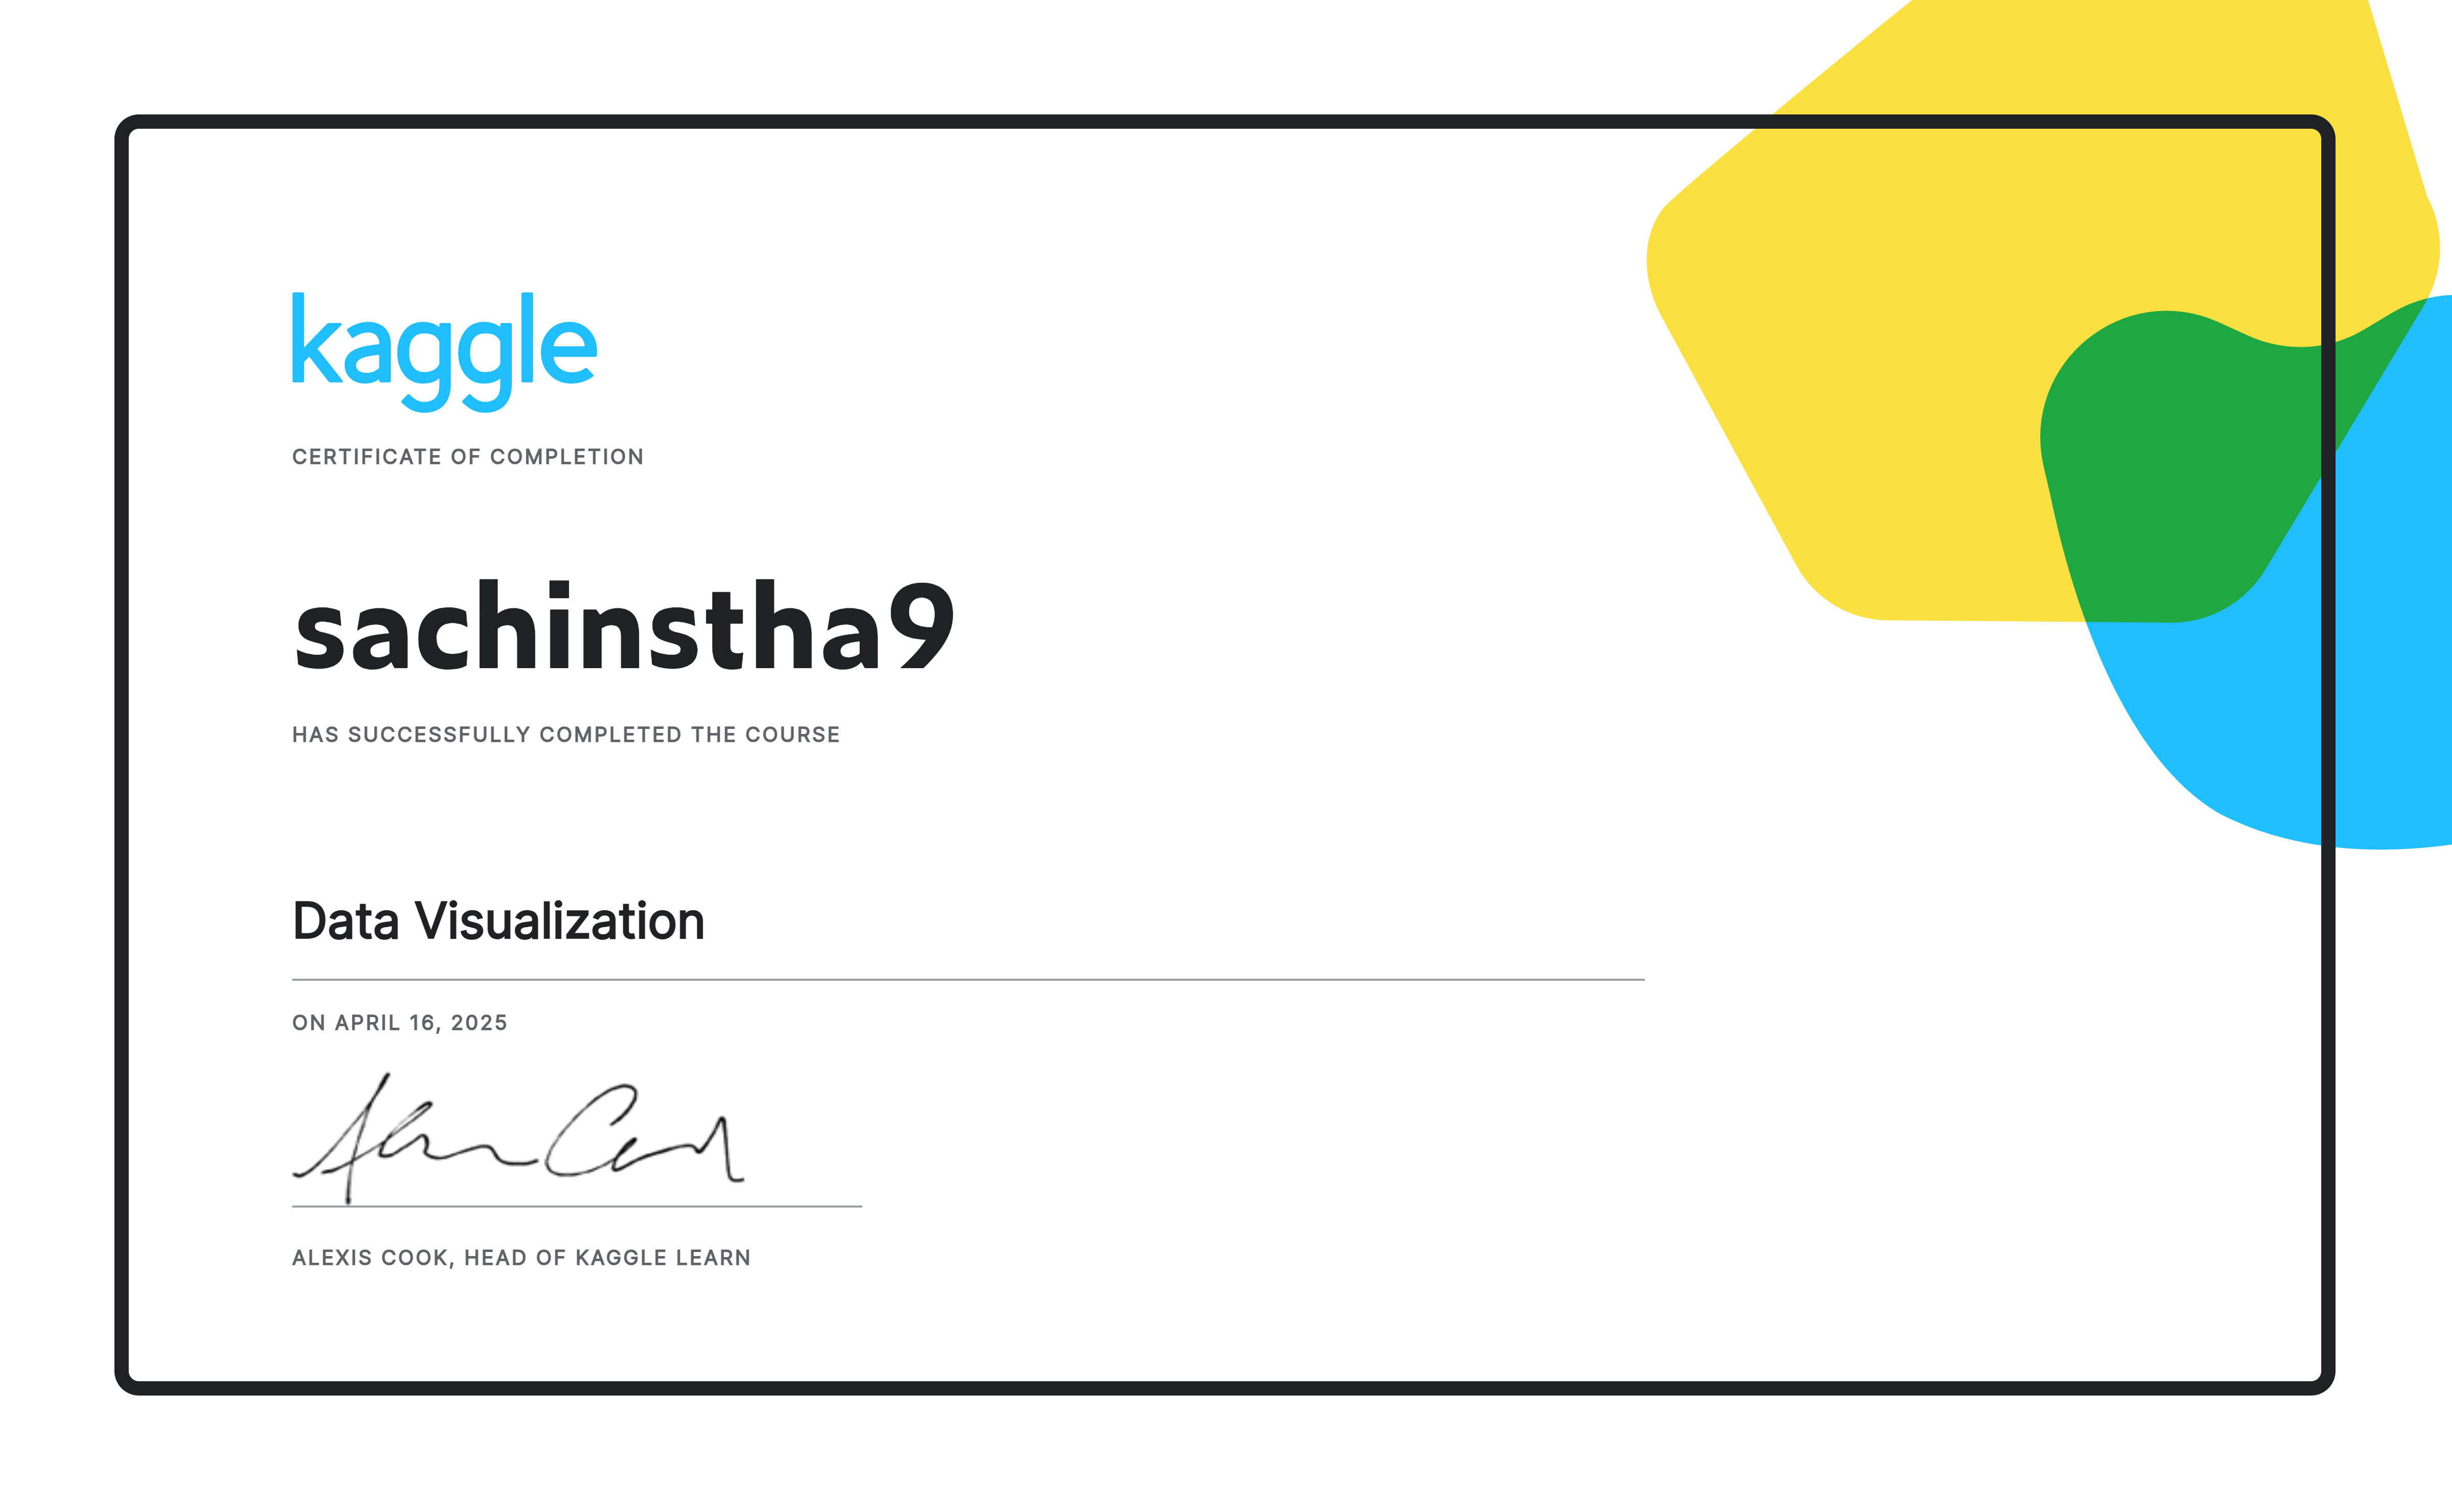 kaggle
CERTIFICATE OF COMPLETION
sachinstha9
HAS SUCCESSFULLY COMPLETED THE COURSE
Data Visualization
ON APRIL 16, 2025
ALEXIS COOK, HEAD OF KAGGLE LEARN